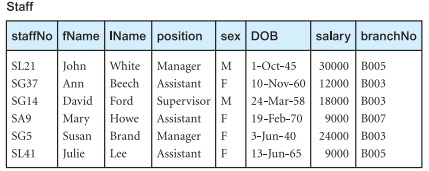 Staff
staffNo fName lName position sex DOB salary branchNo
SL21 John White Manager M 1-Oct-45 30000 B005
SG37 Ann Beech Assistant F 10-Nov-60 12000 B003
SG14 David Ford Supervisor M 24-Mar-58 18000 B003
SA9 Mary Howe Assistant F 19-Feb-70 9000 B007
SG5 Susan Brand Manager F 3-Jun-40 24000 B003
SL41 Julie Lee Assistant F 13-Jun-65 9000 B005